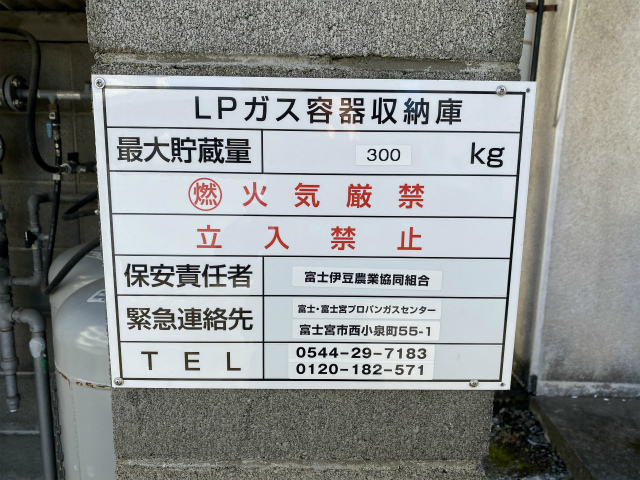 LPガス容器収納庫
最大貯蔵量 300 kg
燃 火気厳禁
立入禁止
保安責任者 富士伊豆農業協同組合
緊急連絡先 富士・富士宮プロパンガスセンター
富士宮市西小泉町55-1
TEL 0544-29-7183
0120-182-571